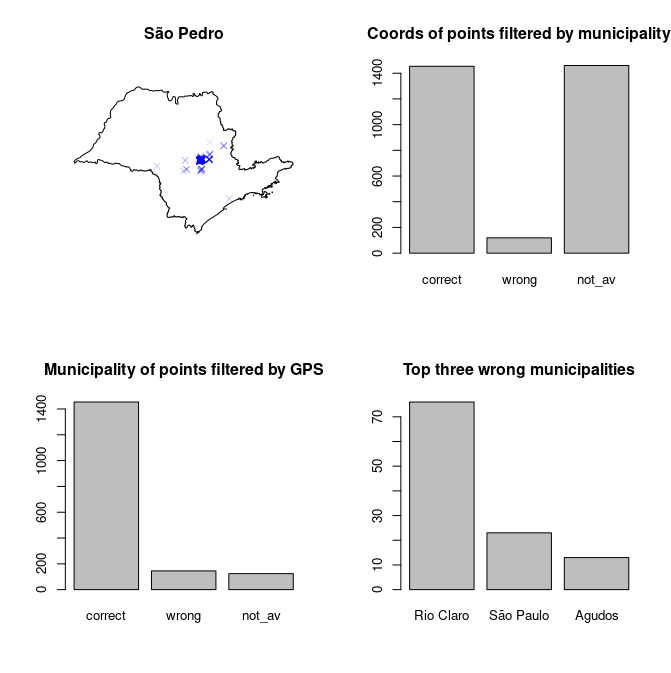 São Pedro
Coords of points filtered by municipality
1400
1000
600
200
0
correct wrong not_av
Municipality of points filtered by GPS
1400
1000
600
200
0
correct wrong not_av
Top three wrong municipalities
70
50
30
10
0
Rio Claro São Paulo Agudos